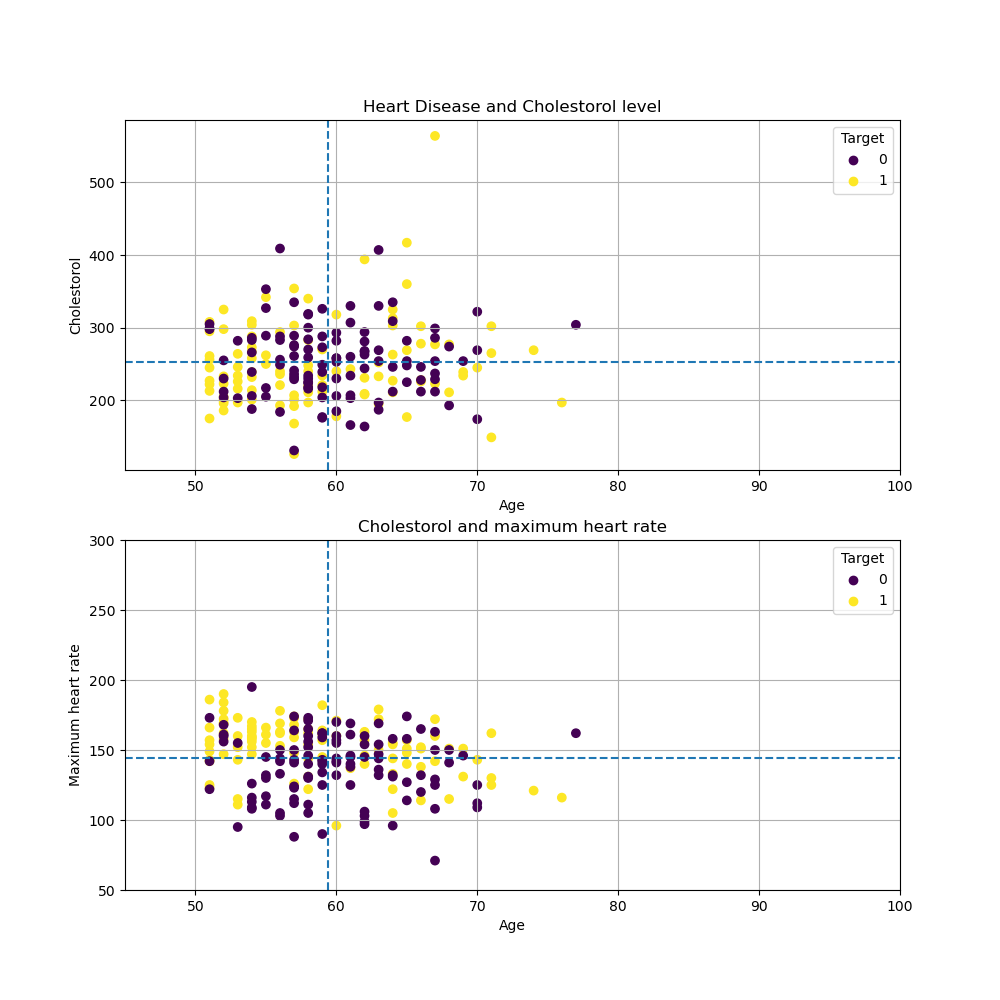 Heart Disease and Cholestorol level
Target
0
1
500
400
300
200
Cholestorol
50 60 70 80 90 100
Age
Cholestorol and maximum heart rate
Target
0
1
300
250
200
150
100
50
Maximum heart rate
50 60 70 80 90 100
Age